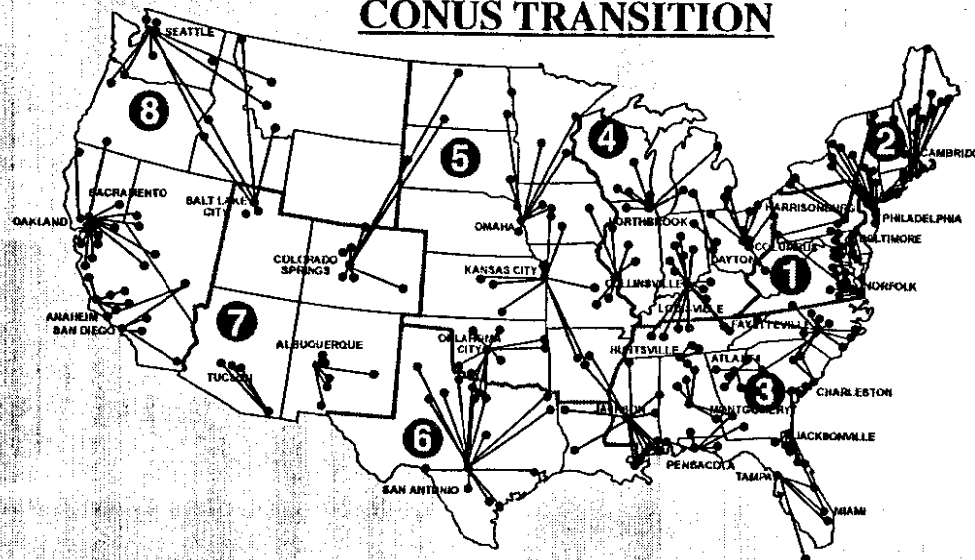 CONUS TRANSITION
SEATTLE
8
5
4
2
CAMBRIDG
SACRAMENTO
SALT LAKE
CITY
OAKLAND
OMAHA
NORTHBROOK
HARRISONBURG
PHILADELPHIA
COLUMBUS
BALTIMORE
COLORADO
SPRINGS
KANSAS CITY
DAYTON
COLLINSVILLE
1
NORFOLK
LOUISVILLE
ANAHEIM
SAN DIEGO
7
FAYETTEVILLE
ALBUQUERQUE
OKLAHOMA
CITY
HUNTSVILLE
ATLANTA
TUCSON
3
CHARLESTON
JACKSON
MONTGOMERY
6
JACKSONVILLE
PENSACOLA
TAMPA
SAN ANTONIO
MIAMI